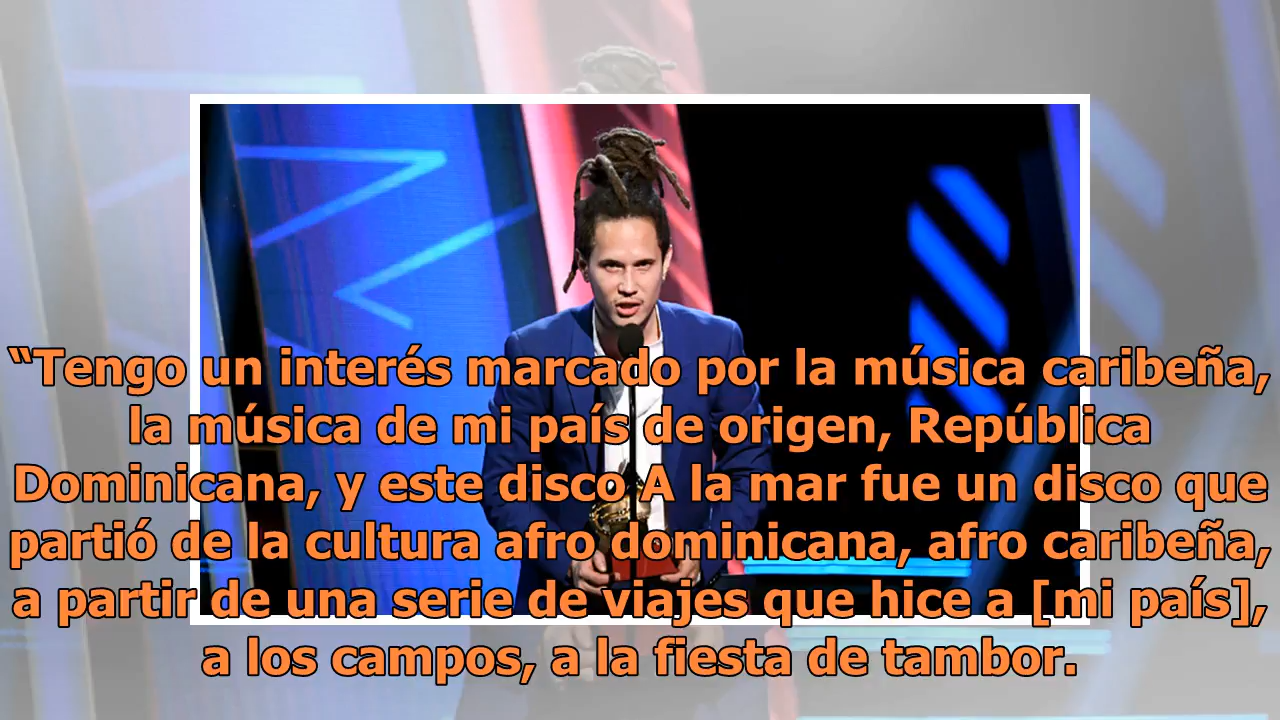 “Tengo un interés marcado por la música caribeña,
la música de mi país de origen, República
Dominicana, y este disco A la mar fue un disco que
partió de la cultura afro dominicana, afro caribeña,
a partir de una serie de viajes que hice a [mi país],
a los campos, a la fiesta de tambor.